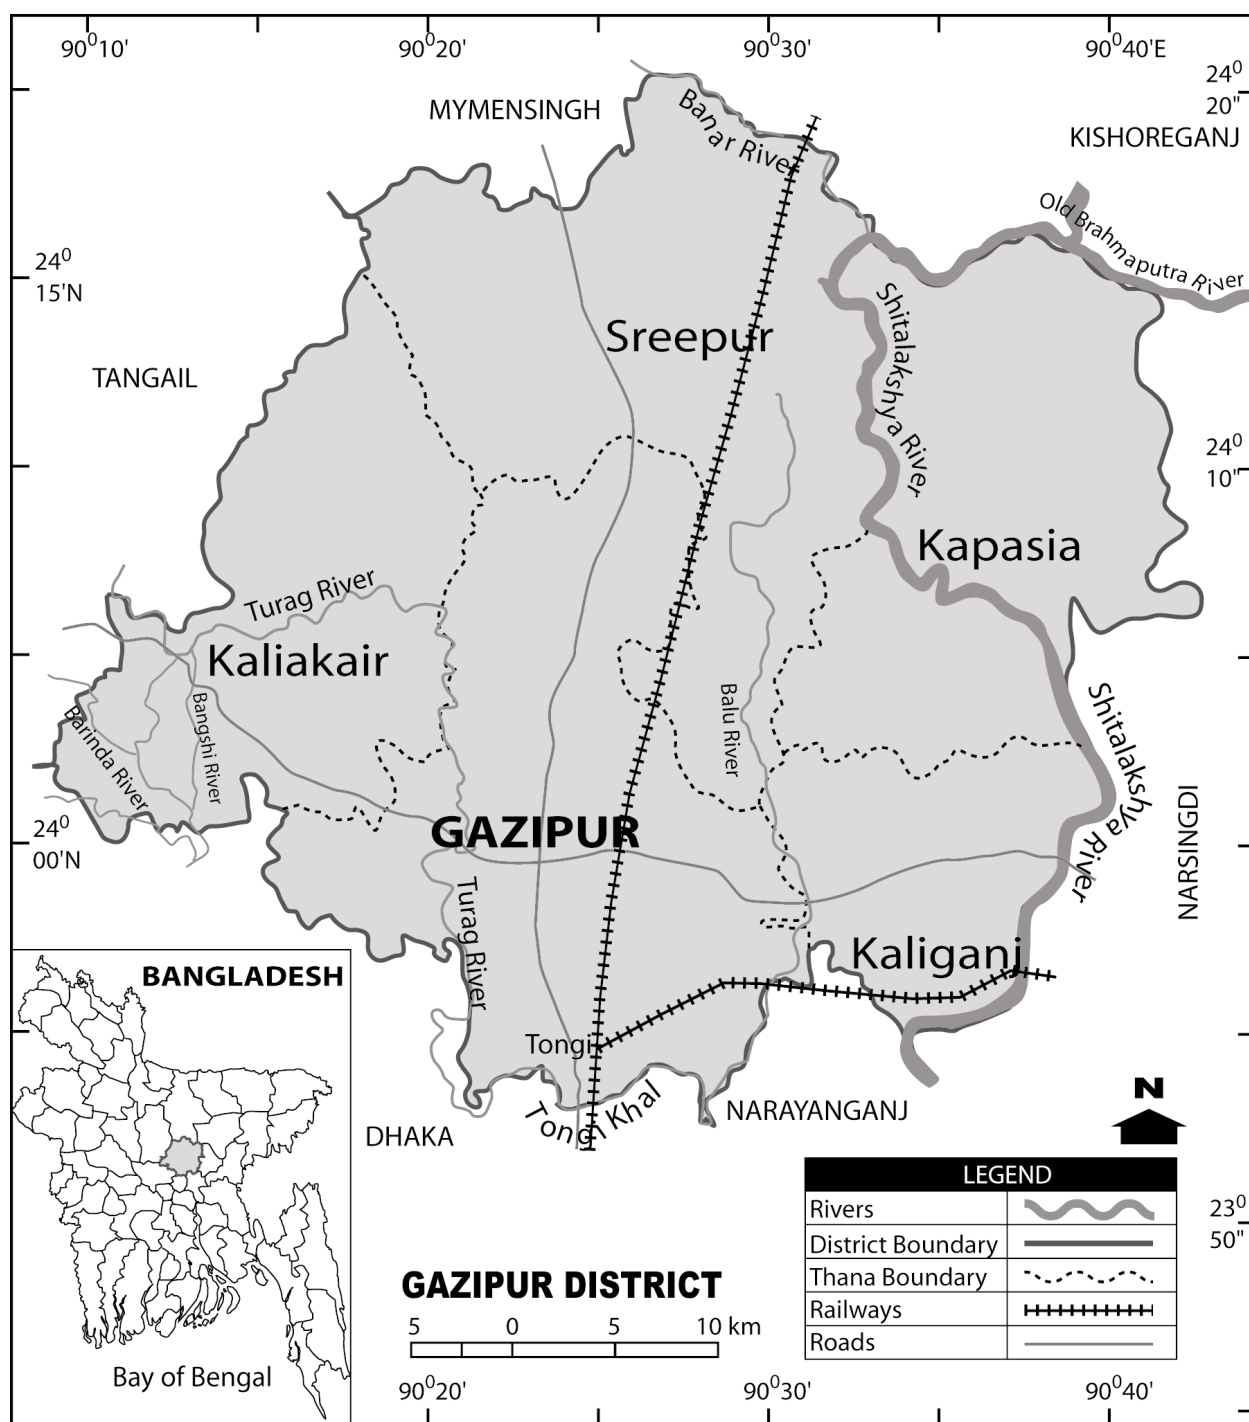 90⁰10'
90⁰20'
90⁰30'
90⁰40'E
24⁰
20"
MYMENSINGH
KISHOREGANJ
Banar River
Old Brahmaputra River
24⁰
15'N
Shitalakshya River
Sreepur
TANGAIL
24⁰
10"
Kapasia
Turag River
Kaliakair
Barinda River
Bangshi River
Balu River
Shitalakshya River
NARSINGDI
24⁰
00'N
GAZIPUR
Turag River
Kaliganj
BANGLADESH
Tongi
Tongi Khal
NARAYANGANJ
DHAKA
N
LEGEND
Rivers
District Boundary
Thana Boundary
Railways
Roads
23⁰
50"
GAZIPUR DISTRICT
5 0 5 10 km
Bay of Bengal
90⁰20'
90⁰30'
90⁰40'